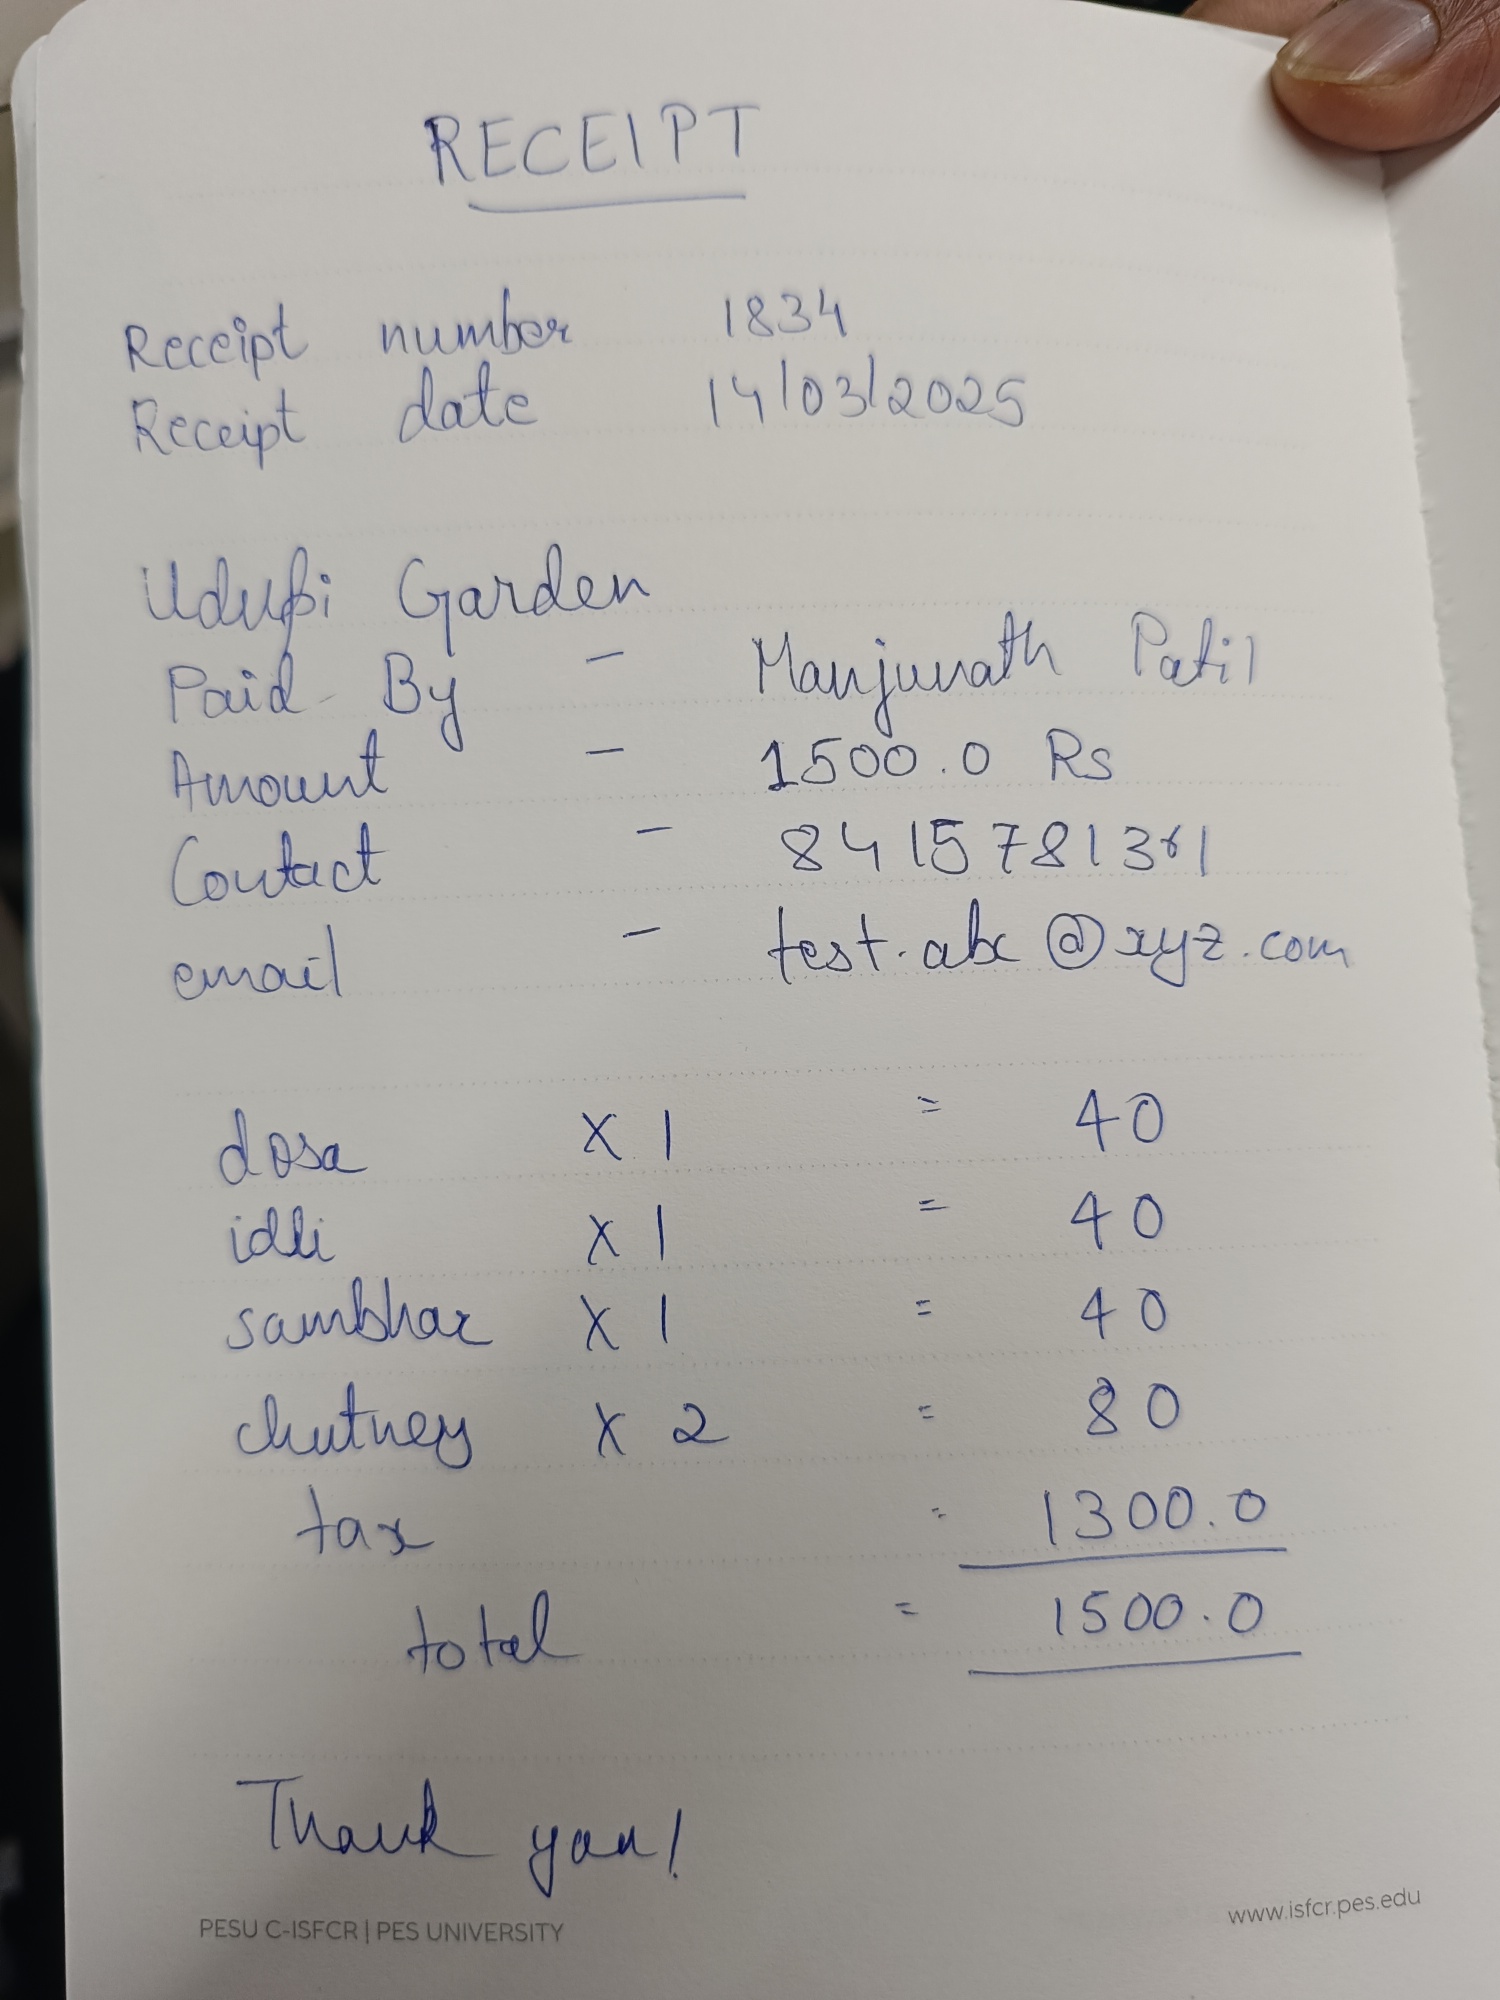 RECEIPT
Receipt number 1834
Receipt date 14/03/2025
Udupi Garden
Paid By - Manjunath Patil
Amount - 1500.0 Rs
Contact - 8415781361
email - test.abc@xyz.com
dosa X 1 = 40
idli X 1 = 40
sambhar X 1 = 40
chutney X 2 = 80
tax = 1300.0
total = 1500.0
Thank you!
PESU C-ISFCR | PES UNIVERSITY www.isfcr.pes.edu